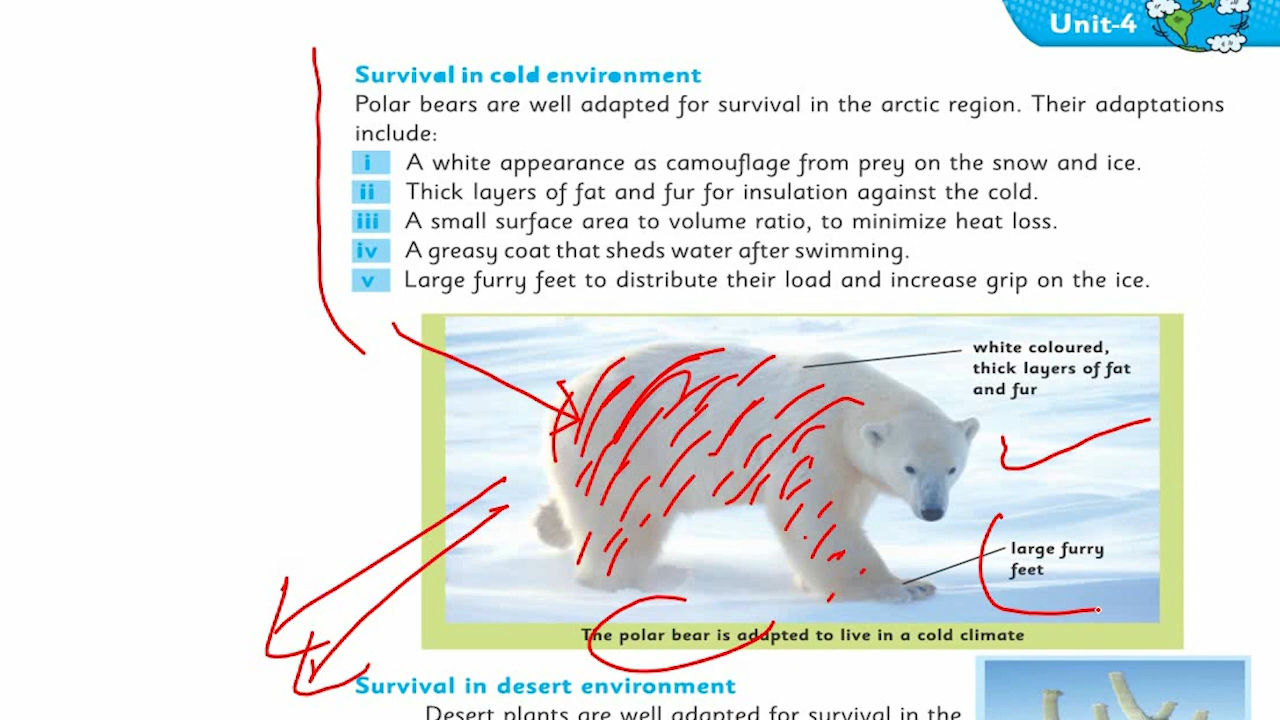 Unit-4
Survival in cold environment
Polar bears are well adapted for survival in the arctic region. Their adaptations
include:
i A white appearance as camouflage from prey on the snow and ice.
ii Thick layers of fat and fur for insulation against the cold.
iii A small surface area to volume ratio, to minimize heat loss.
iv A greasy coat that sheds water after swimming.
v Large furry feet to distribute their load and increase grip on the ice.
white coloured,
thick layers of fat
and fur
large furry
feet
The polar bear is adapted to live in a cold climate
Survival in desert environment
Desert plants are well adapted for survival in the